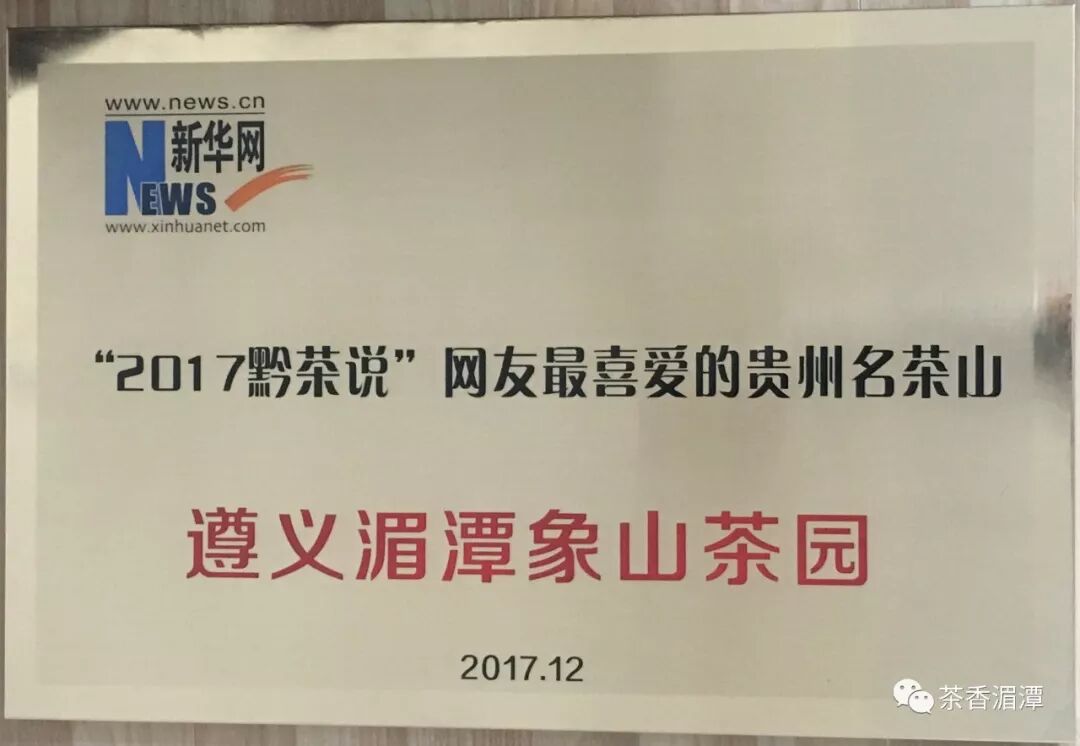 www.news.cn
新华网
NEWS
www.xinhuanet.com
“2017黔茶说”网友最喜爱的贵州名茶山
遵义湄潭象山茶园
2017.12
茶香湄潭